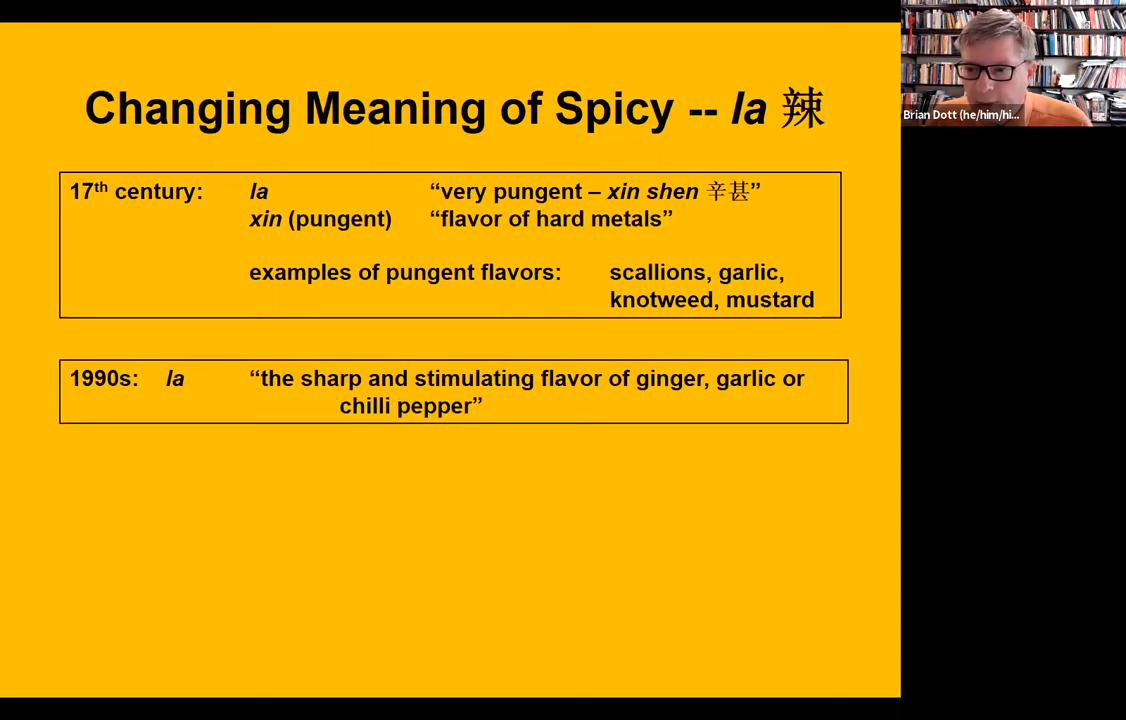 Changing Meaning of Spicy -- la 辣
Brian Dott (he/him/hi...
17th century: la "very pungent – xin shen 辛甚"
xin (pungent) "flavor of hard metals"
examples of pungent flavors: scallions, garlic,
knotweed, mustard
1990s: la "the sharp and stimulating flavor of ginger, garlic or
chilli pepper"